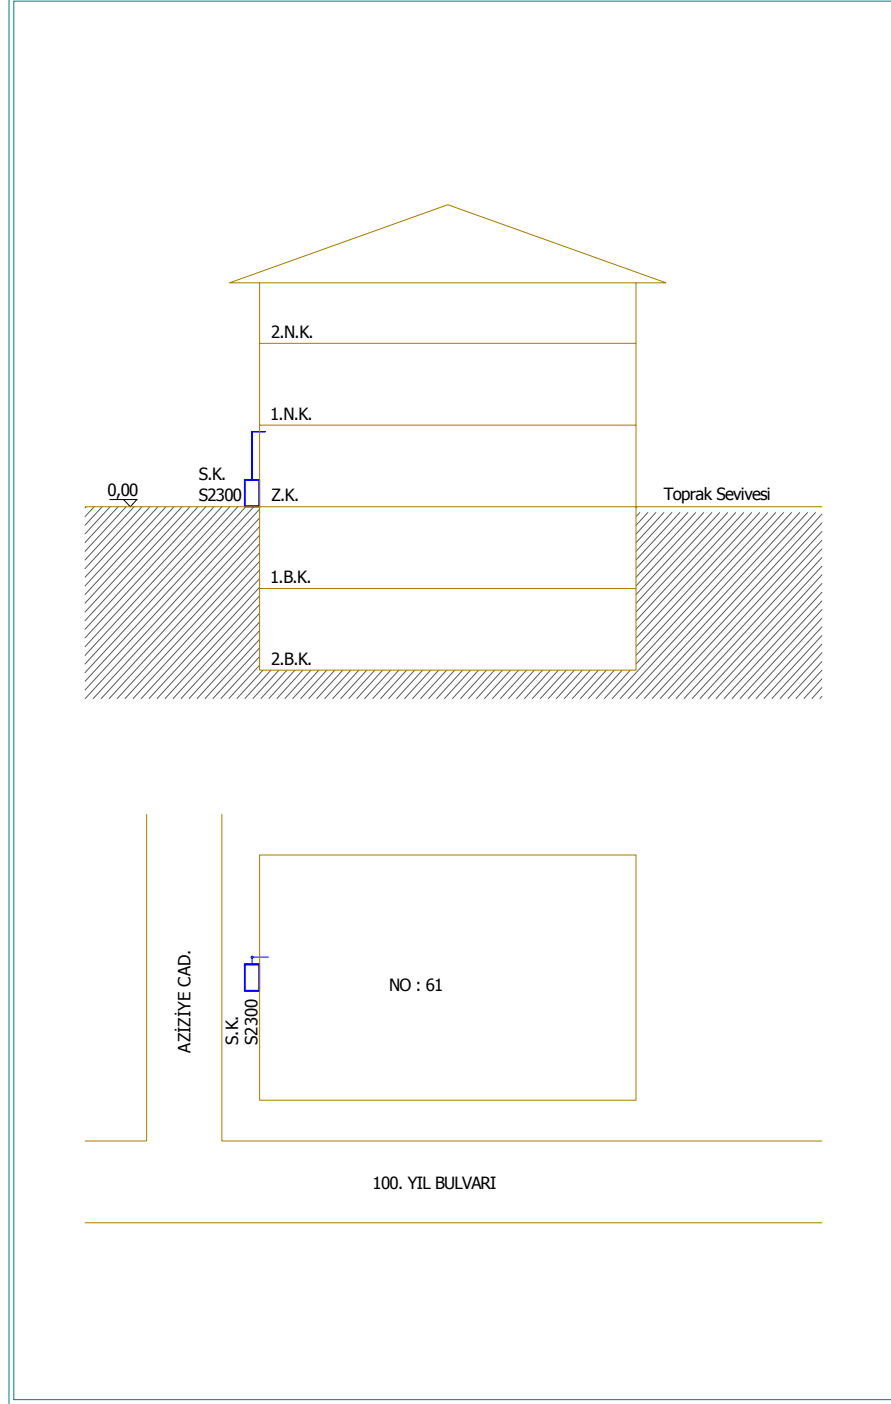 2.N.K.
1.N.K.
S.K.
S2300
0,00
Z.K.
Toprak Sevivesi
1.B.K.
2.B.K.
AZİZİYE CAD.
S.K.
S2300
NO : 61
100. YIL BULVARI